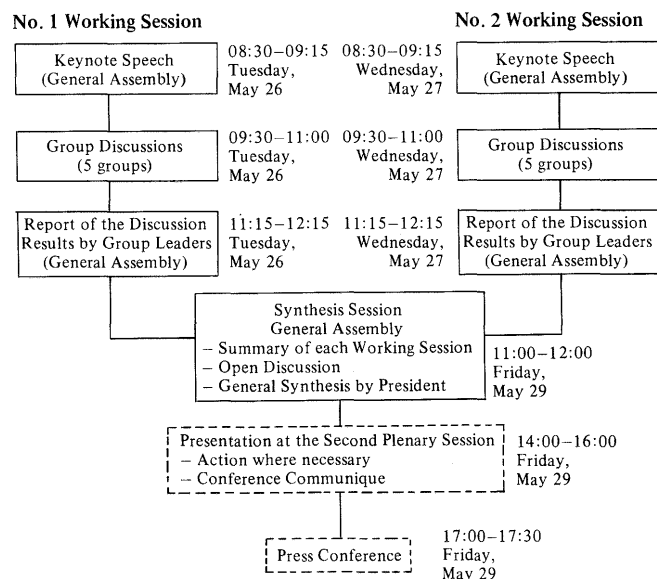 No. 1 Working Session
No. 2 Working Session
Keynote Speech
(General Assembly)
08:30–09:15
Tuesday,
May 26
08:30–09:15
Wednesday,
May 27
Keynote Speech
(General Assembly)
Group Discussions
(5 groups)
09:30–11:00
Tuesday,
May 26
09:30–11:00
Wednesday,
May 27
Group Discussions
(5 groups)
Report of the Discussion
Results by Group Leaders
(General Assembly)
11:15–12:15
Tuesday,
May 26
11:15–12:15
Wednesday,
May 27
Report of the Discussion
Results by Group Leaders
(General Assembly)
Synthesis Session
General Assembly
– Summary of each Working Session
– Open Discussion
– General Synthesis by President
11:00–12:00
Friday,
May 29
Presentation at the Second Plenary Session
– Action where necessary
– Conference Communique
14:00–16:00
Friday,
May 29
Press Conference
17:00–17:30
Friday,
May 29